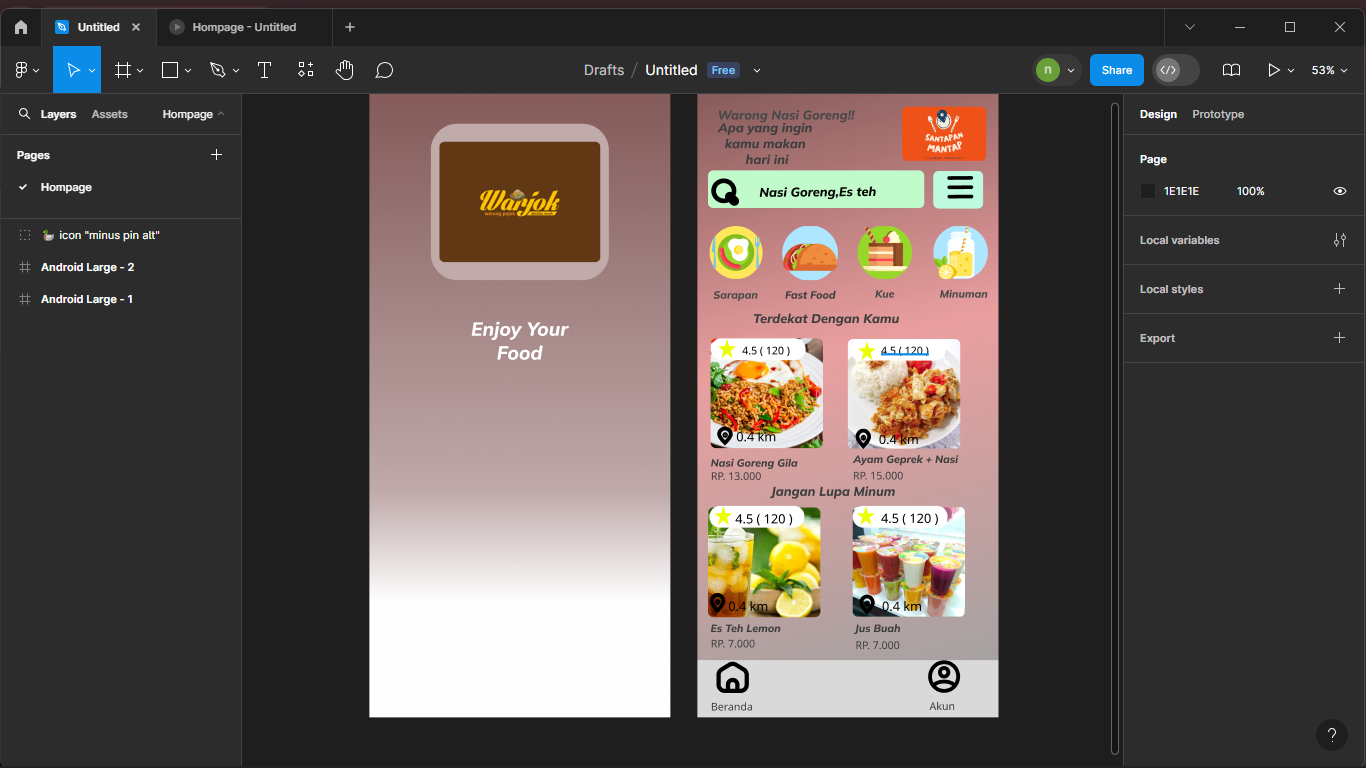 Untitled
Hompage - Untitled
Drafts / Untitled Free
n
Share
53%
Layers
Assets
Hompage
Pages
Hompage
icon "minus pin alt"
Android Large - 2
Android Large - 1
Warjok
warung pojok
Enjoy Your
Food
Warong Nasi Goreng!!
Apa yang ingin
kamu makan
hari ini
SANTAPAN
MANTAP
Nasi Goreng,Es teh
Sarapan
Fast Food
Kue
Minuman
Terdekat Dengan Kamu
4.5 ( 120 )
4.5 ( 120 )
0.4 km
0.4 km
Nasi Goreng Gila
RP. 13.000
Ayam Geprek + Nasi
RP. 15.000
Jangan Lupa Minum
4.5 ( 120 )
4.5 ( 120 )
0.4 km
0.4 km
Es Teh Lemon
RP. 7.000
Jus Buah
RP. 7.000
Beranda
Akun
Design
Prototype
Page
1E1E1E
100%
Local variables
Local styles
Export
?